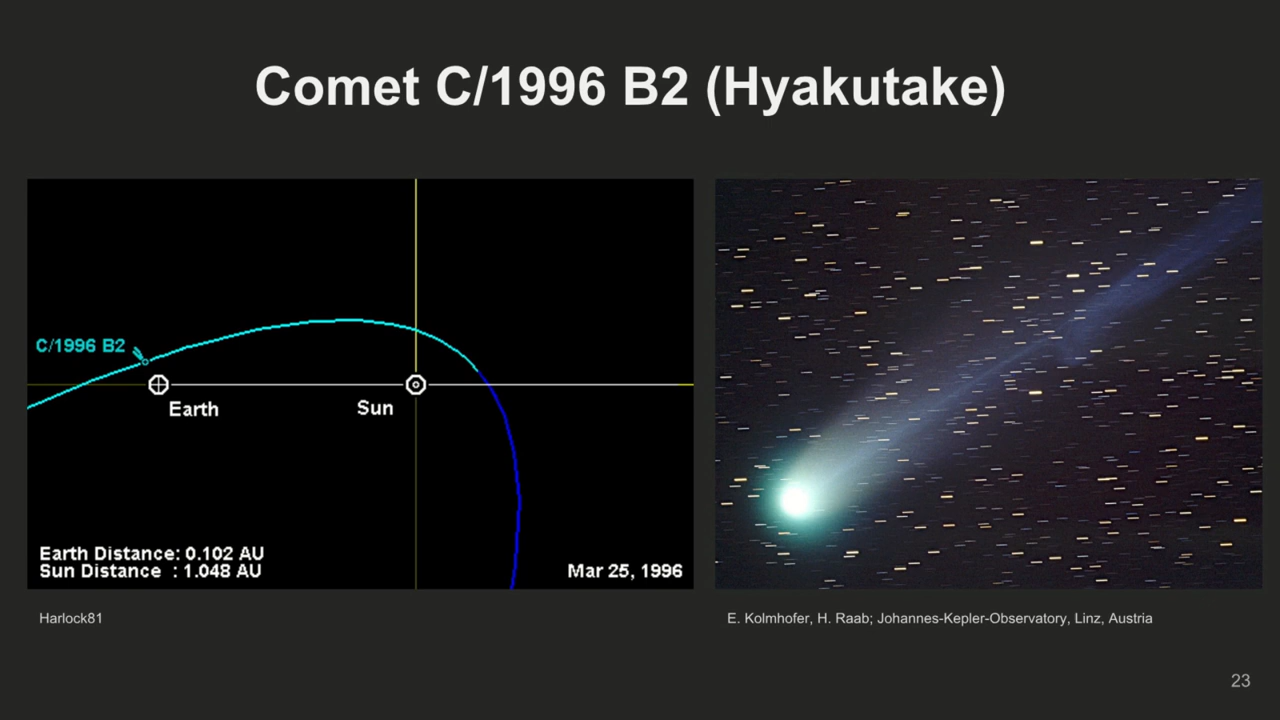 Comet C/1996 B2 (Hyakutake)
C/1996 B2
Earth
Sun
Earth Distance: 0.102 AU
Sun Distance : 1.048 AU
Mar 25, 1996
Harlock81
E. Kolmhofer, H. Raab; Johannes-Kepler-Observatory, Linz, Austria
23